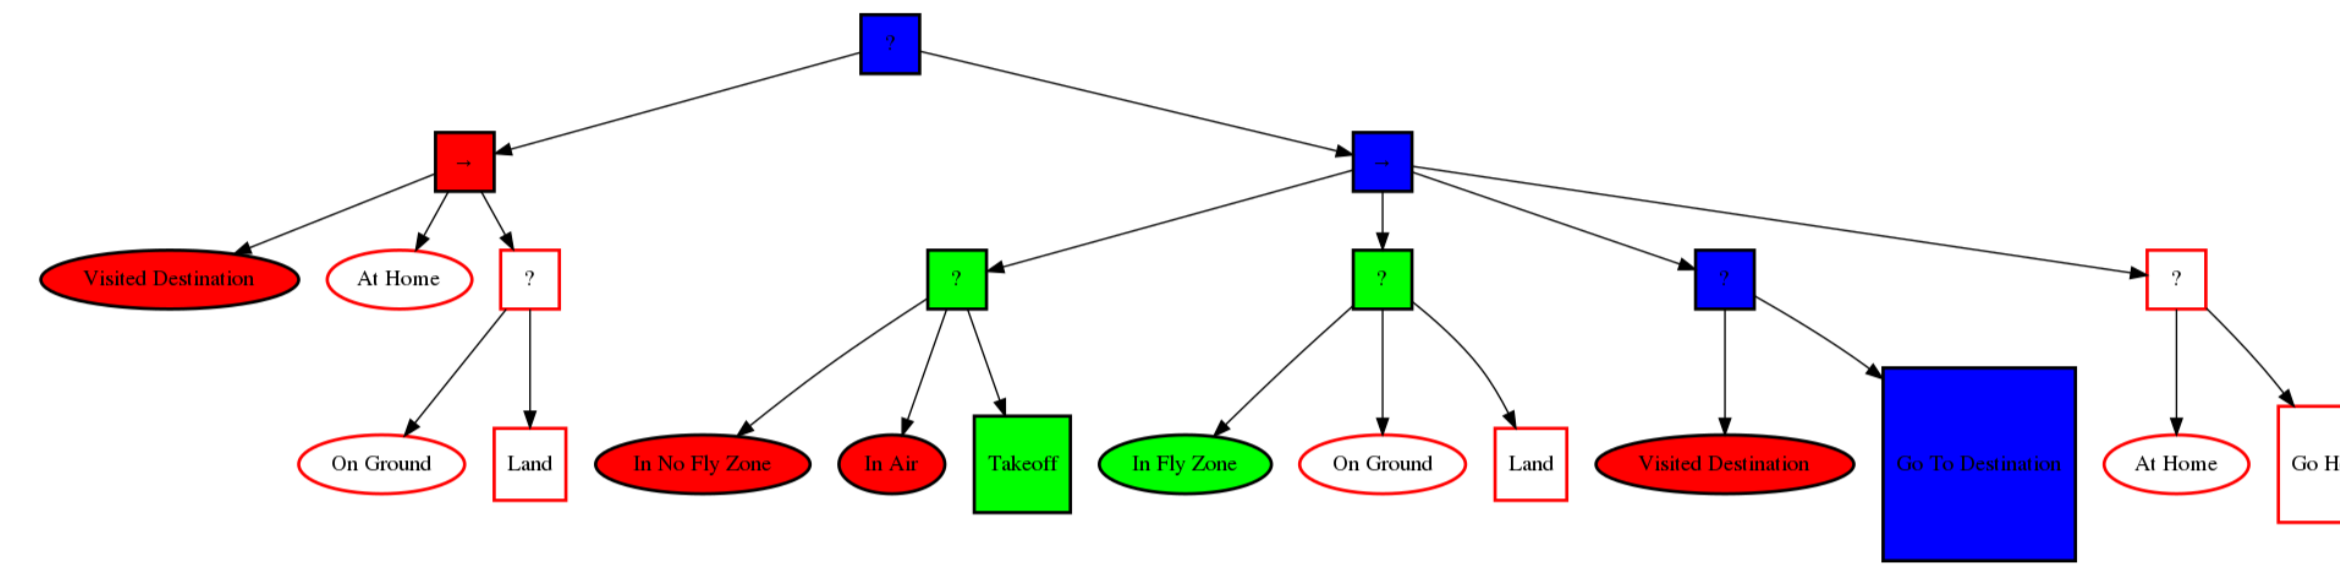 ?
→
→
Visited Destination
At Home
?
?
?
?
?
On Ground
Land
In No Fly Zone
In Air
Takeoff
In Fly Zone
On Ground
Land
Visited Destination
Go To Destination
At Home
Go H